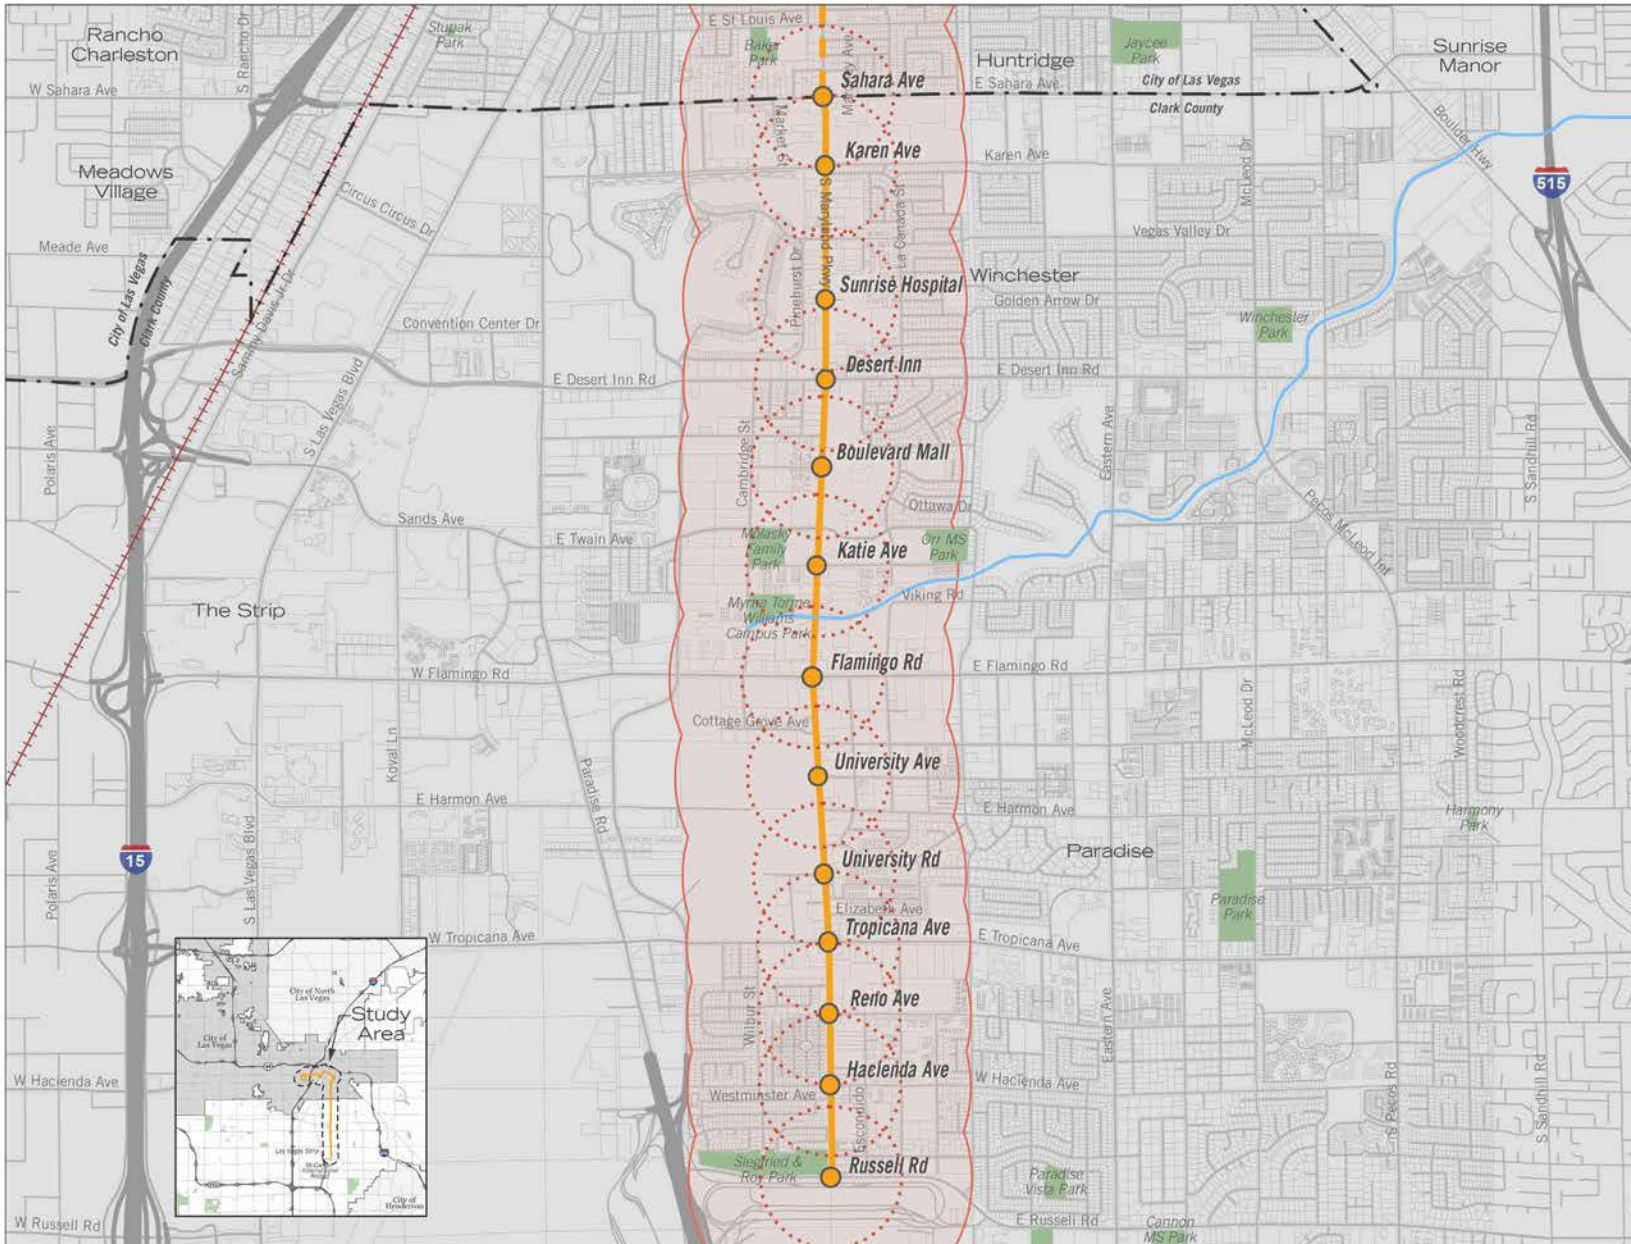 Rancho
Charleston
S Rancho Dr
Stupak
Park
E St Louis Ave
Baker
Park
Huntridge
Jaycee
Park
Sunrise
Manor
W Sahara Ave
Sahara Ave
E Sahara Ave
City of Las Vegas
Clark County
Market St
Karen Ave
Karen Ave
McLeod Dr
Boulder Hwy
515
Meadows
Village
Circus Circus Dr
S Maryland Pkwy
La Canada St
Vegas Valley Dr
Meade Ave
City of Las Vegas
Clark County
Sammy Davis Jr Dr
Pinehurst Dr
Sunrise Hospital
Winchester
Golden Arrow Dr
Winchester
Park
Convention Center Dr
S Las Vegas Blvd
E Desert Inn Rd
Desert Inn
E Desert Inn Rd
Polaris Ave
Cambridge St
Boulevard Mall
Eastern Ave
S Sandhill Rd
Ottawa Dr
Pecos McLeod Int
Sands Ave
E Twain Ave
Molasky
Family
Park
Katie Ave
Orr MS
Park
The Strip
Myrna Torme
Williams
Campus Park
Viking Rd
W Flamingo Rd
Flamingo Rd
E Flamingo Rd
McLeod Dr
Woodcrest Rd
Cottage Grove Ave
Koval Ln
Paradise Rd
University Ave
E Harmon Ave
E Harmon Ave
Harmony
Park
15
Polaris Ave
S Las Vegas Blvd
University Rd
Paradise
Elizabeth Ave
Paradise
Park
W Tropicana Ave
Tropicana Ave
E Tropicana Ave
City of North
Las Vegas
Study
Area
City of
Las Vegas
Wilbur St
Reno Ave
Eastern Ave
W Hacienda Ave
Hacienda Ave
W Hacienda Ave
Westminster Ave
Escondido
S Pecos Rd
S Sandhill Rd
Las Vegas Strip
McCarran
International
Airport
City of
Henderson
Siegfried &
Roy Park
Russell Rd
Paradise
Vista Park
W Russell Rd
E Russell Rd
Cannon
MS Park